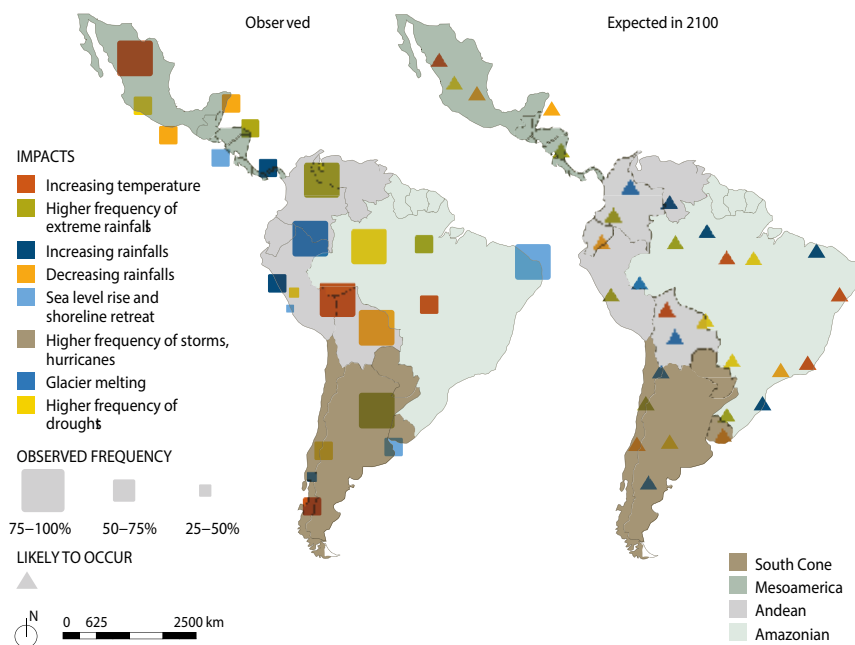 Observed
Expected in 2100
IMPACTS
Increasing temperature
Higher frequency of
extreme rainfalls
Increasing rainfalls
Decreasing rainfalls
Sea level rise and
shoreline retreat
Higher frequency of storms,
hurricanes
Glacier melting
Higher frequency of
droughts
OBSERVED FREQUENCY
75–100%
50–75%
25–50%
LIKELY TO OCCUR
N
0 625 2500 km
South Cone
Mesoamerica
Andean
Amazonian